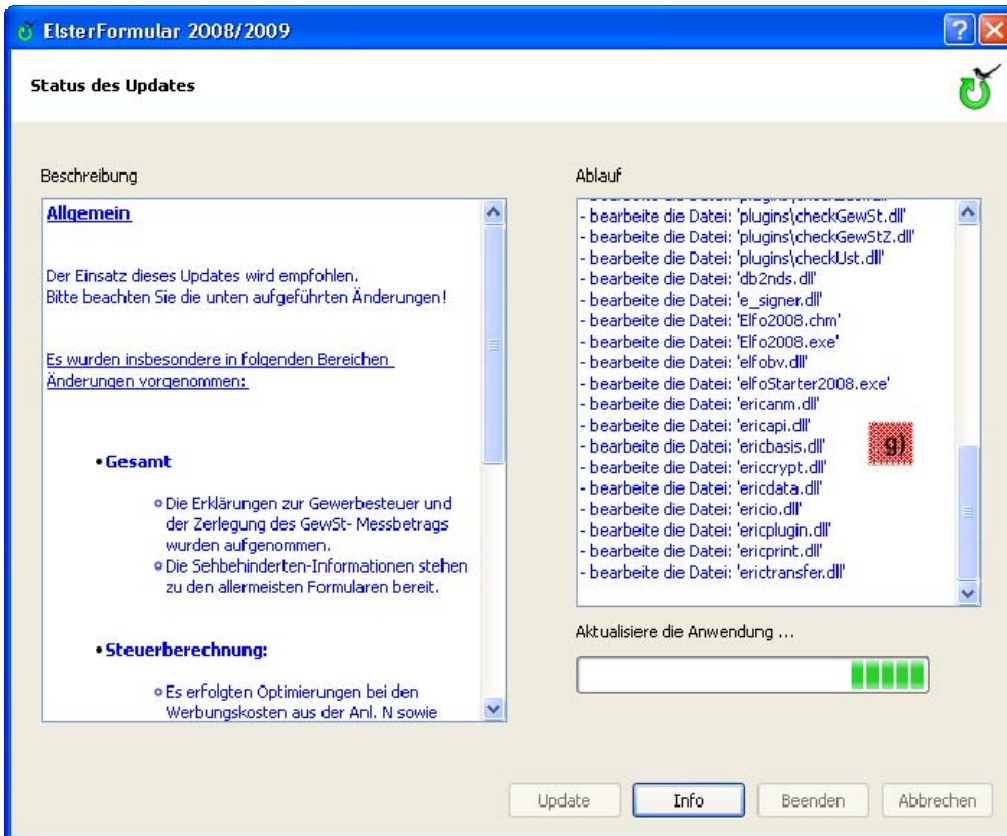 ElsterFormular 2008/2009
Status des Updates
Beschreibung
Allgemein
Der Einsatz dieses Updates wird empfohlen.
Bitte beachten Sie die unten aufgeführten Änderungen!
Es wurden insbesondere in folgenden Bereichen
Änderungen vorgenommen:
• Gesamt
Die Erklärungen zur Gewerbesteuer und
der Zerlegung des GewSt- Messbetrags
wurden aufgenommen.
Die Sehbehinderten-Informationen stehen
zu den allermeisten Formularen bereit.
• Steuerberechnung:
Es erfolgten Optimierungen bei den
Werbungskosten aus der Anl. N sowie
Ablauf
- bearbeite die Datei: 'plugins\checkGewSt.dll'
- bearbeite die Datei: 'plugins\checkGewStZ.dll'
- bearbeite die Datei: 'plugins\checkUst.dll'
- bearbeite die Datei: 'db2nds.dll'
- bearbeite die Datei: 'e_signer.dll'
- bearbeite die Datei: 'Elfo2008.chm'
- bearbeite die Datei: 'Elfo2008.exe'
- bearbeite die Datei: 'elfobv.dll'
- bearbeite die Datei: 'elfoStarter2008.exe'
- bearbeite die Datei: 'ericanm.dll'
- bearbeite die Datei: 'ericapi.dll'
- bearbeite die Datei: 'ericbasis.dll'
- bearbeite die Datei: 'ericcrypt.dll'
- bearbeite die Datei: 'ericdata.dll'
- bearbeite die Datei: 'ericio.dll'
- bearbeite die Datei: 'ericplugin.dll'
- bearbeite die Datei: 'ericprint.dll'
- bearbeite die Datei: 'erictransfer.dll'
g)
Aktualisiere die Anwendung ...
Update Info Beenden Abbrechen